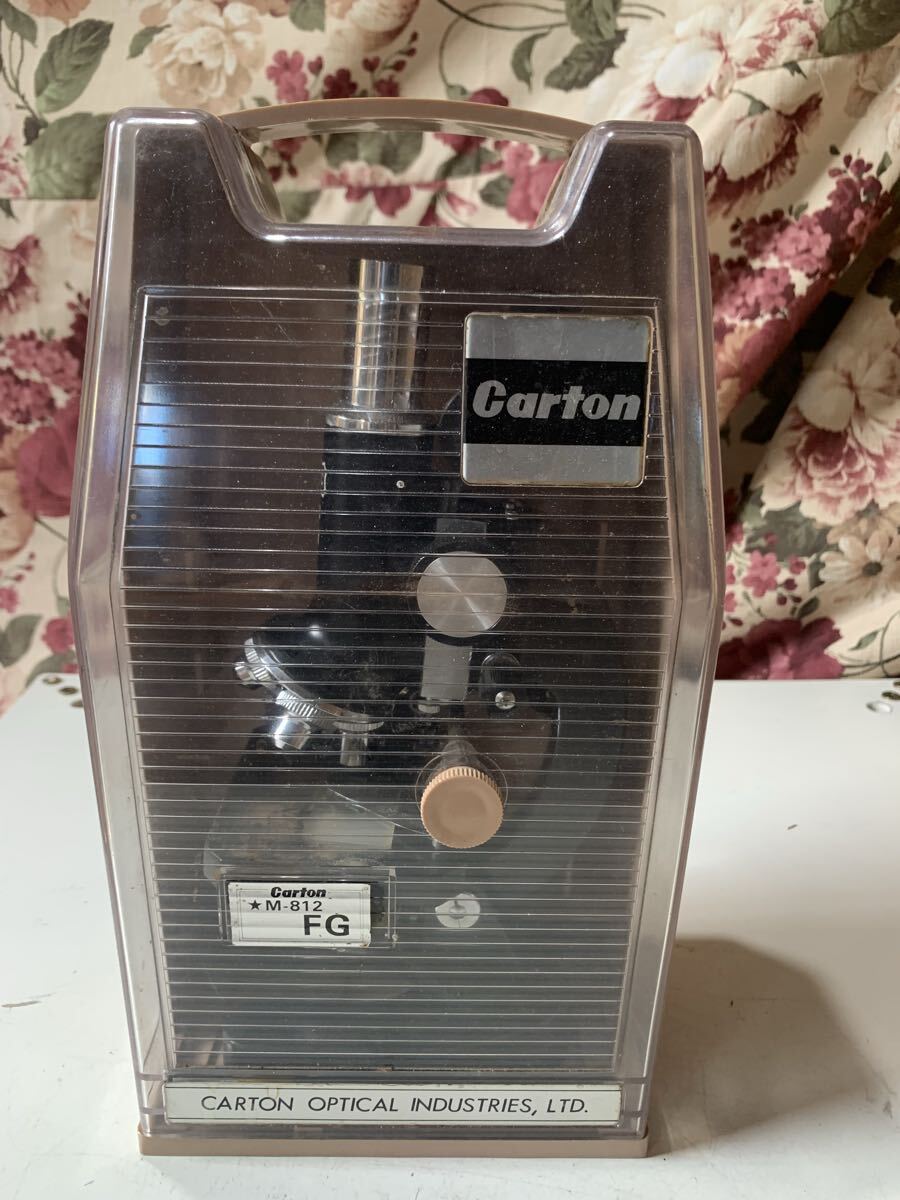 Carton
Carton
★M-812
FG
CARTON OPTICAL INDUSTRIES, LTD.